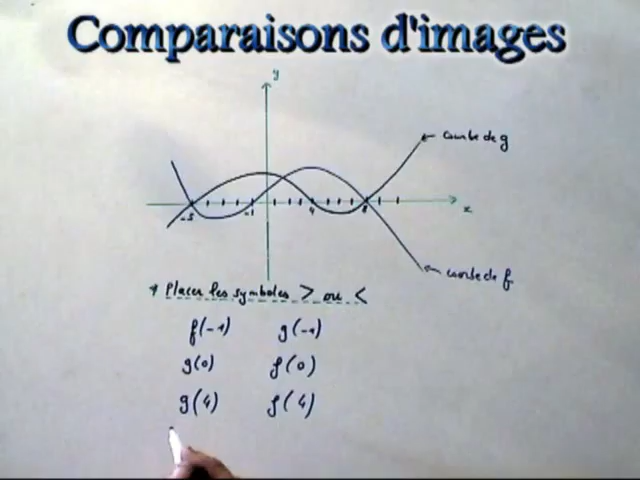 Comparaisons d'images
y
courbe de g
-5 -1 4 8 x
courbe de f
* Placer les symboles > ou <
f(-1) g(-1)
g(0) f(0)
g(4) f(4)